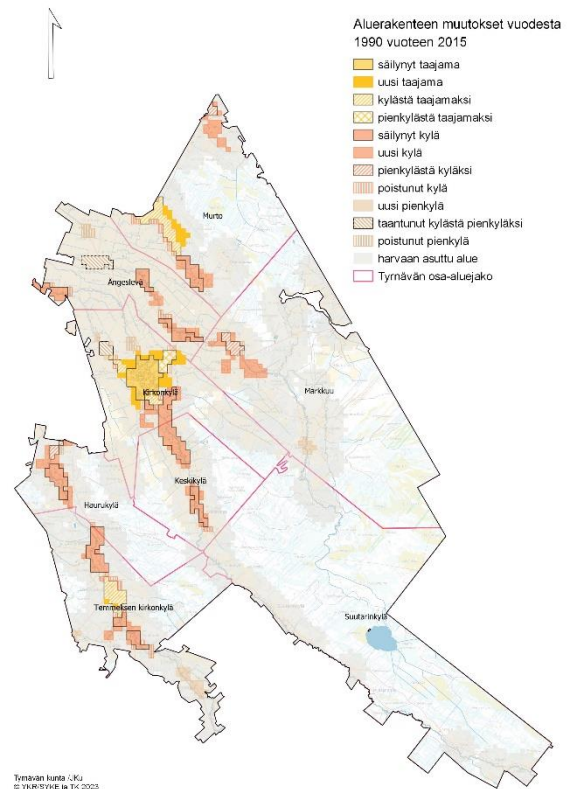 Aluerakenteen muutokset vuodesta
1990 vuoteen 2015
säilynyt taajama
uusi taajama
kylästä taajamaksi
pienkylästä taajamaksi
säilynyt kylä
uusi kylä
pienkylästä kyläksi
poistunut kylä
uusi pienkylä
taantunut kylästä pienkyläksi
poistunut pienkylä
harvaan asuttu alue
Tyrnävän osa-aluejako
Murto
Ängeslevä
Kirkonkylä
Markkuu
Keskikylä
Haurukylä
Temmeksen kirkonkylä
Suutarinkylä
Tyrnävän kunta /JKu
© YKR/SYKE ja TK 2023